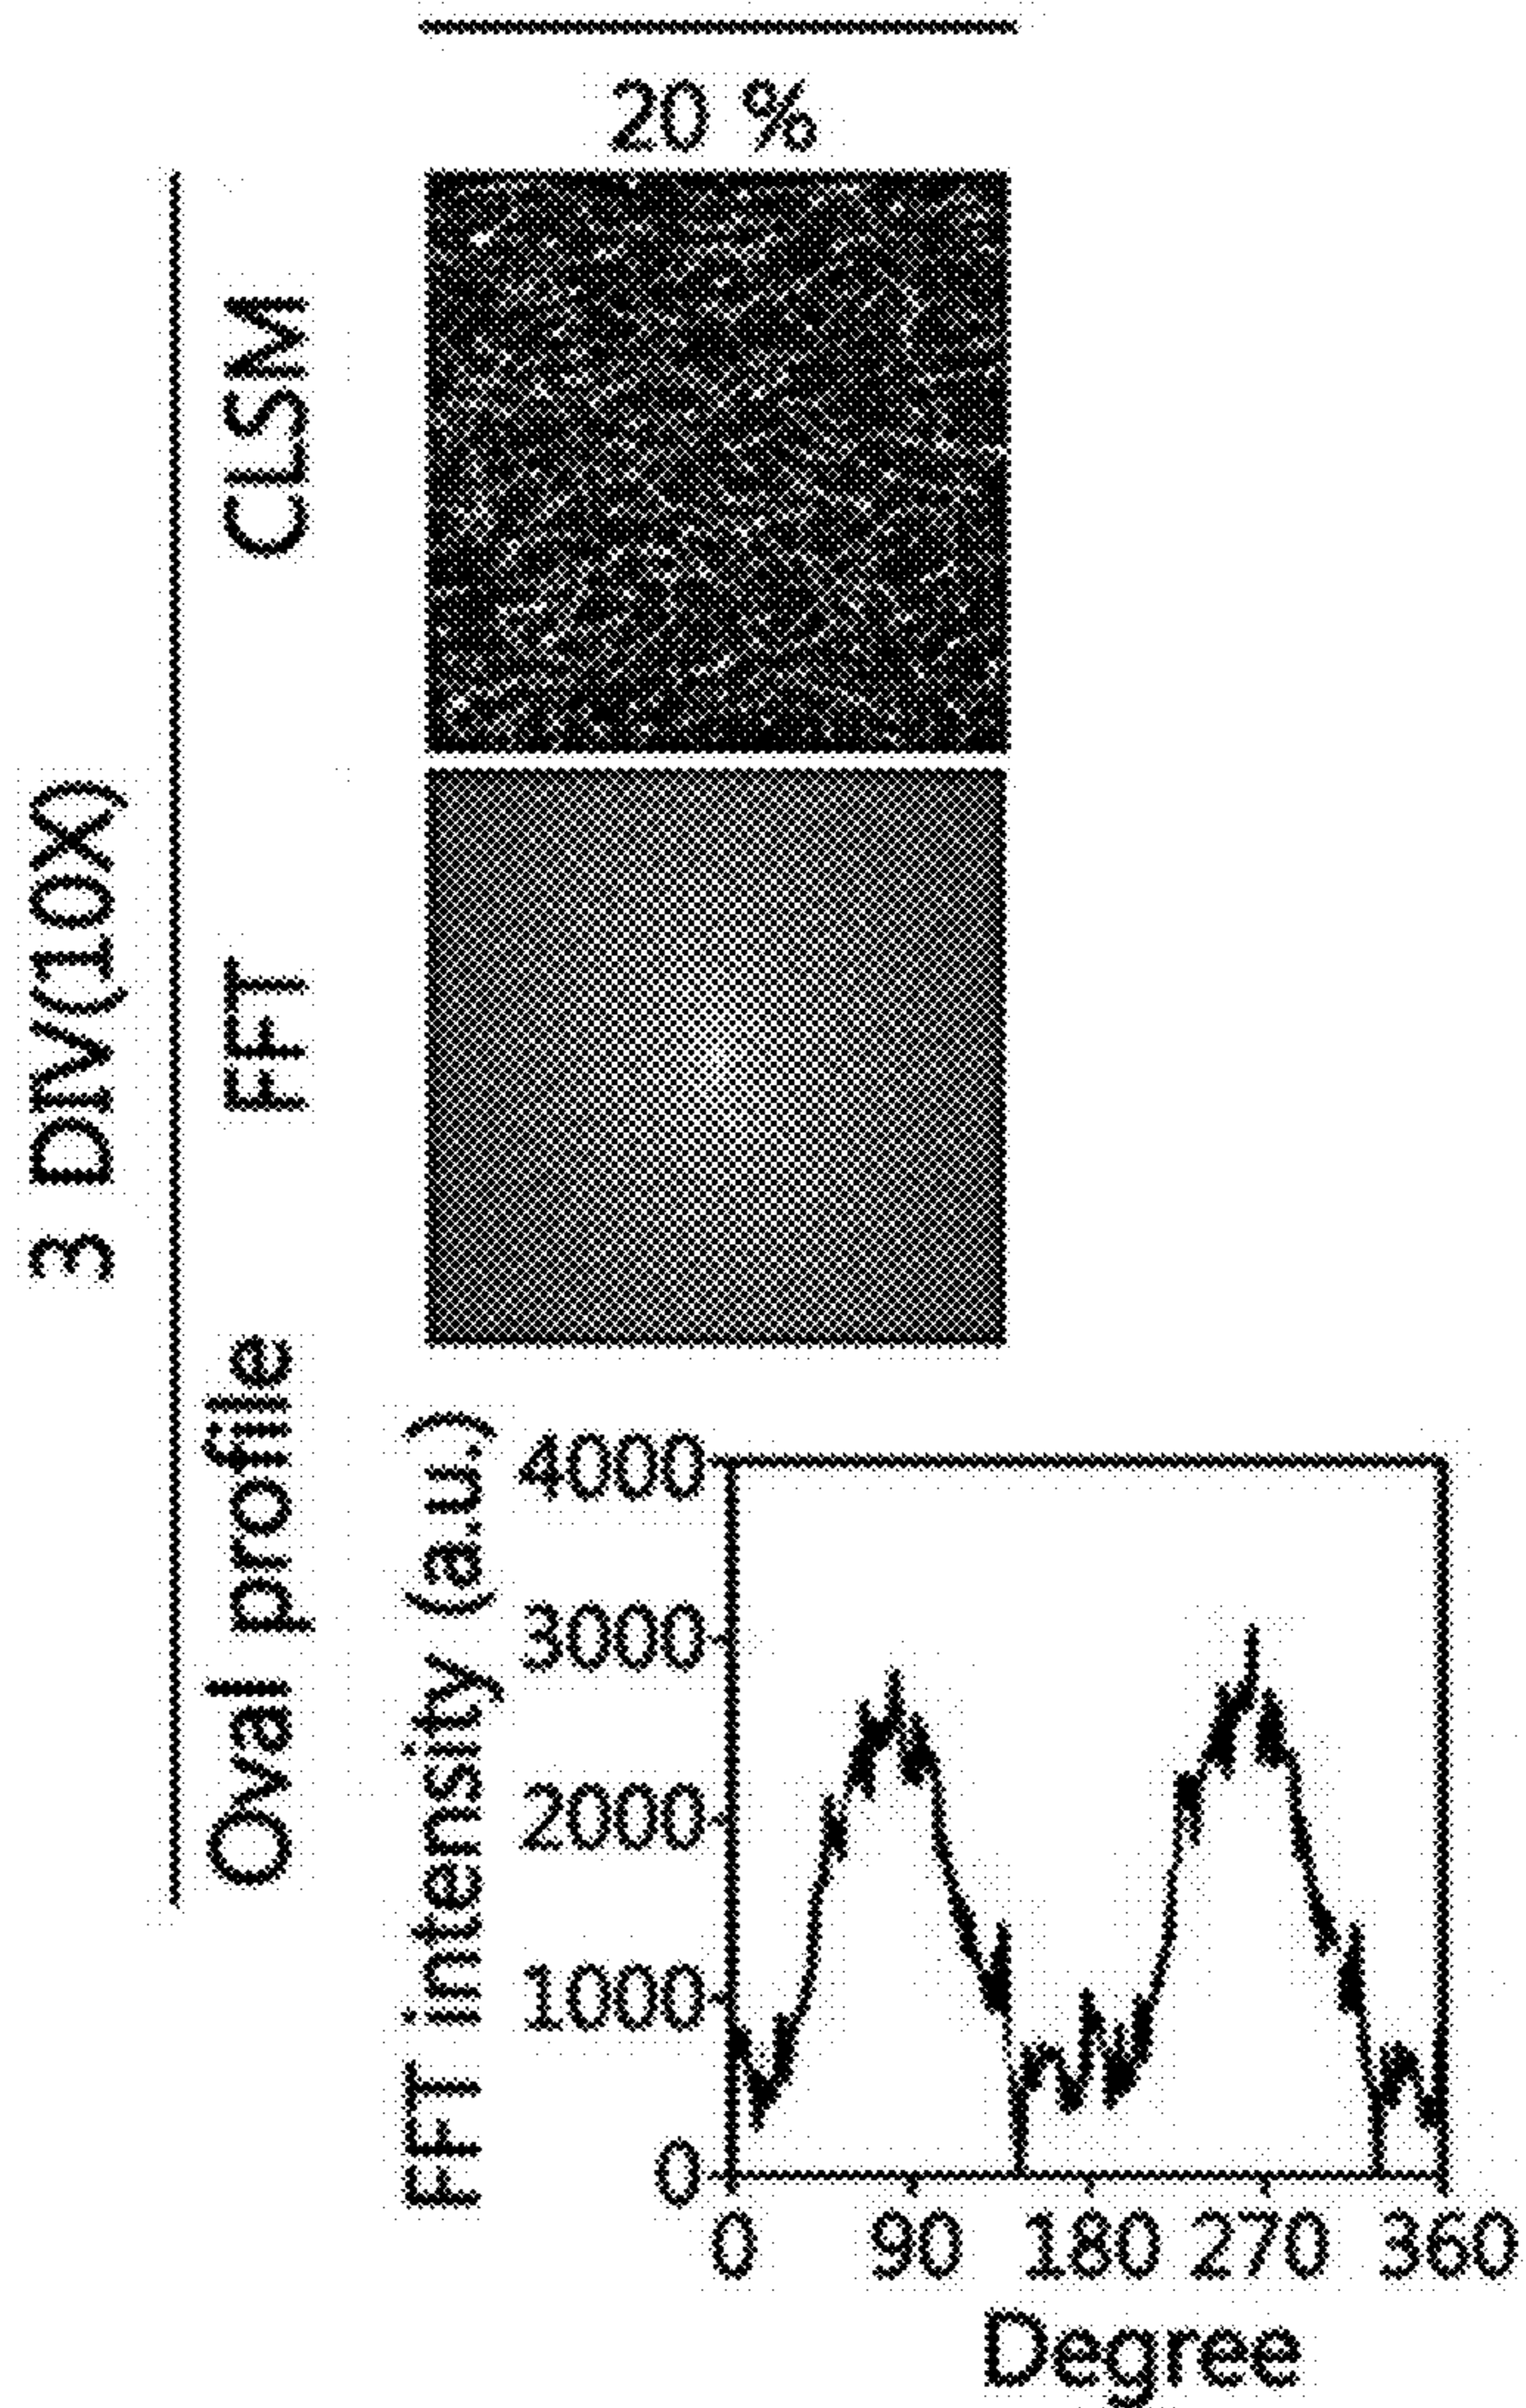 20 %
3 DIV(10X)
CLSM
FFT
Oval profile
FFT intensity (a.u.)
4000
3000
2000
1000
0
0 90 180 270 360
Degree